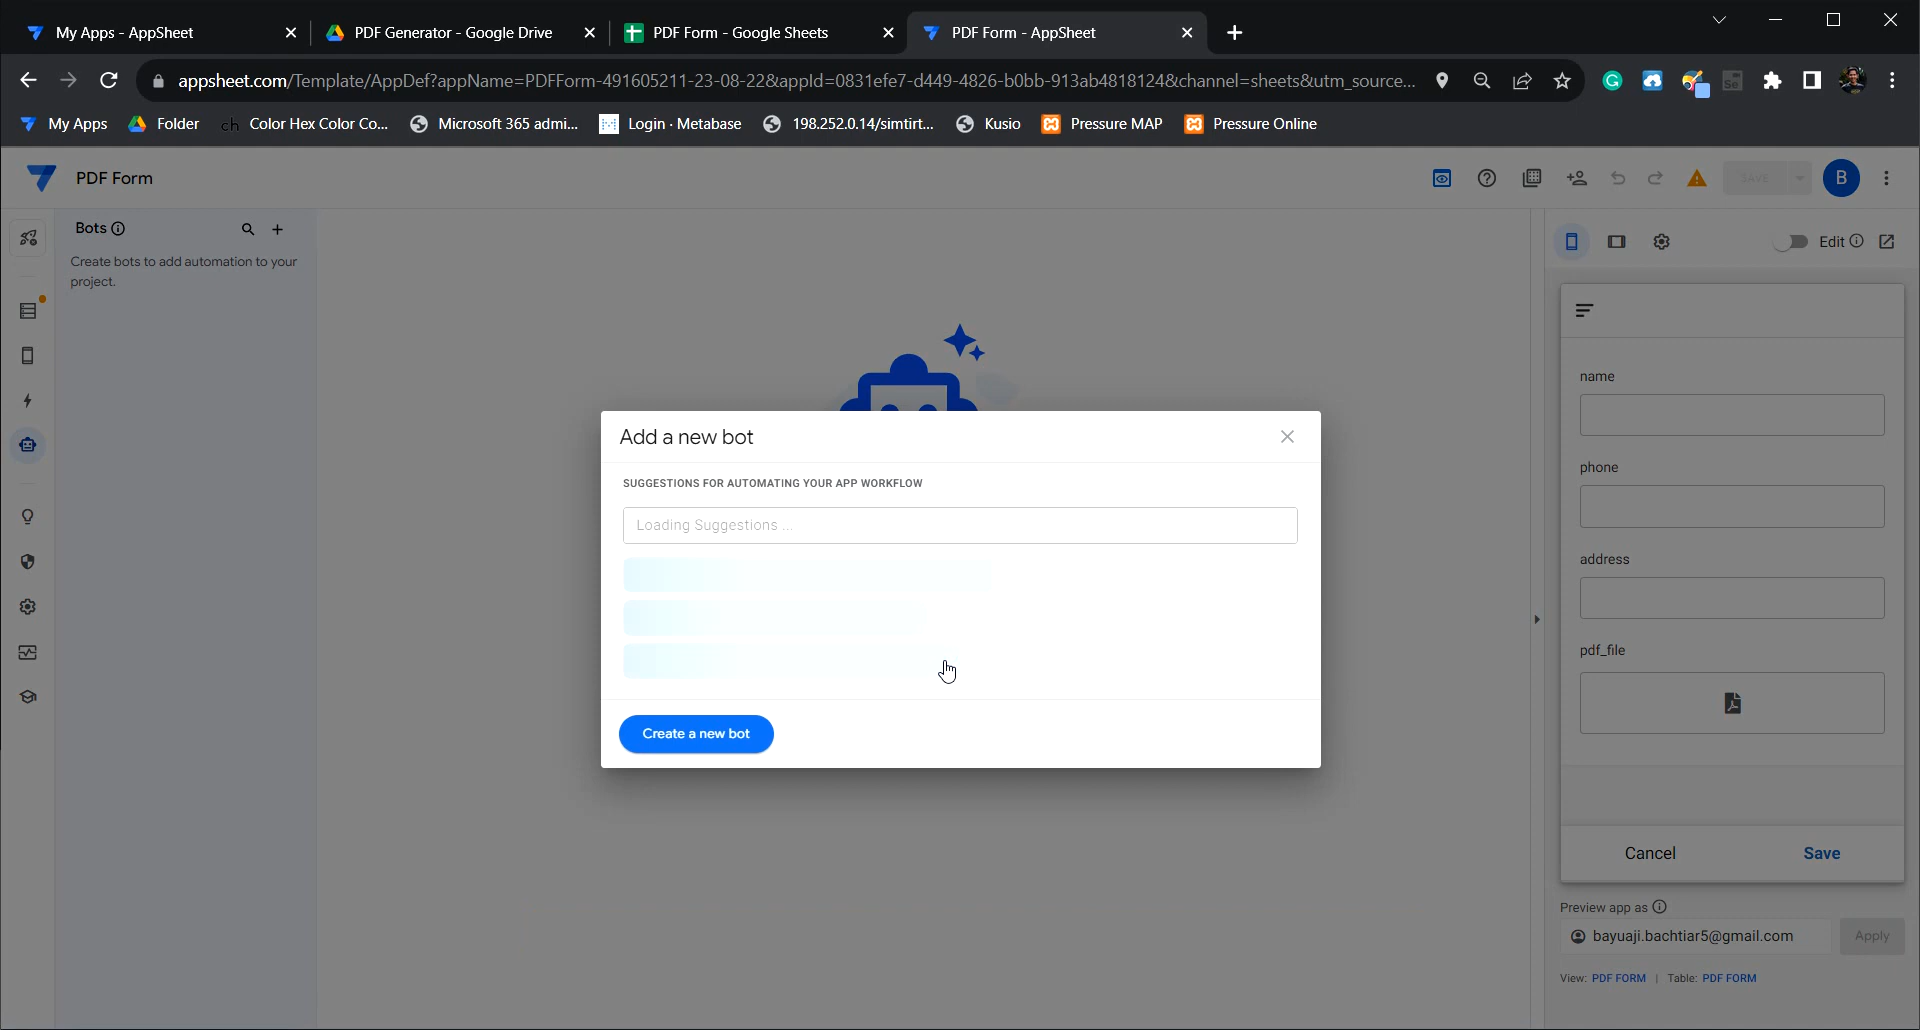 My Apps - AppSheet
PDF Generator - Google Drive
PDF Form - Google Sheets
PDF Form - AppSheet
appsheet.com/Template/AppDef?appName=PDFForm-491605211-23-08-22&appId=0831efe7-d449-4826-b0bb-913ab4818124&channel=sheets&utm_source...
My Apps
Folder
ch Color Hex Color Co...
Microsoft 365 admi...
Login · Metabase
198.252.0.14/simtirt...
Kusio
Pressure MAP
Pressure Online
PDF Form
SAVE
B
Bots
Create bots to add automation to your
project.
Edit
Add a new bot
SUGGESTIONS FOR AUTOMATING YOUR APP WORKFLOW
Loading Suggestions ...
Create a new bot
name
phone
address
pdf_file
Cancel
Save
Preview app as
bayuaji.bachtiar5@gmail.com
Apply
View: PDF FORM | Table: PDF FORM